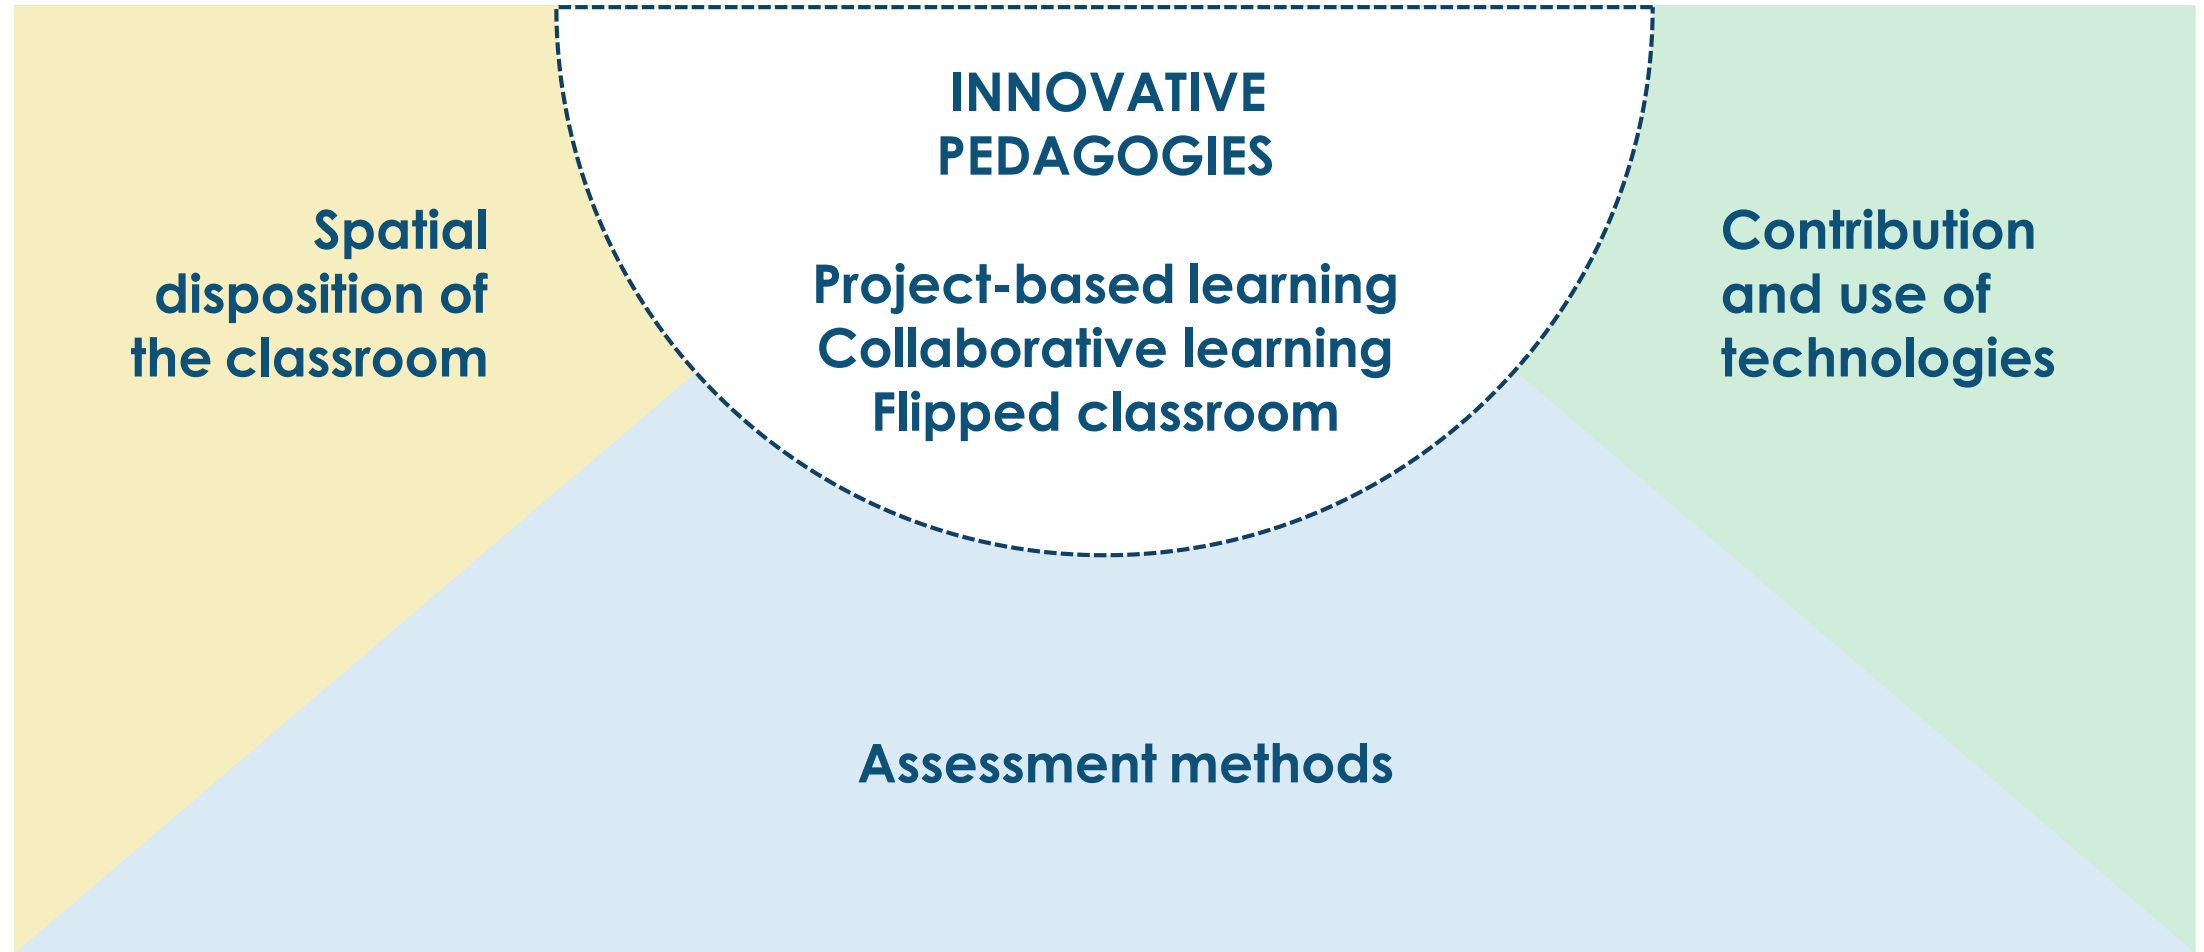 INNOVATIVE
PEDAGOGIES
Project-based learning
Collaborative learning
Flipped classroom
Spatial
disposition of
the classroom
Contribution
and use of
technologies
Assessment methods